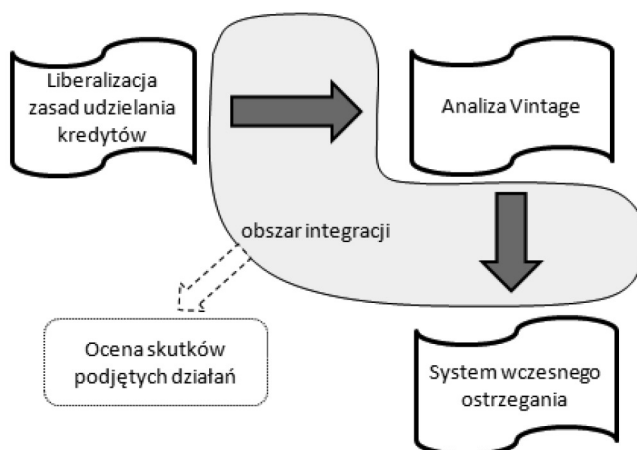 Liberalizacja
zasad udzielania
kredytów
Analiza Vintage
obszar integracji
Ocena skutków
podjętych działań
System wczesnego
ostrzegania